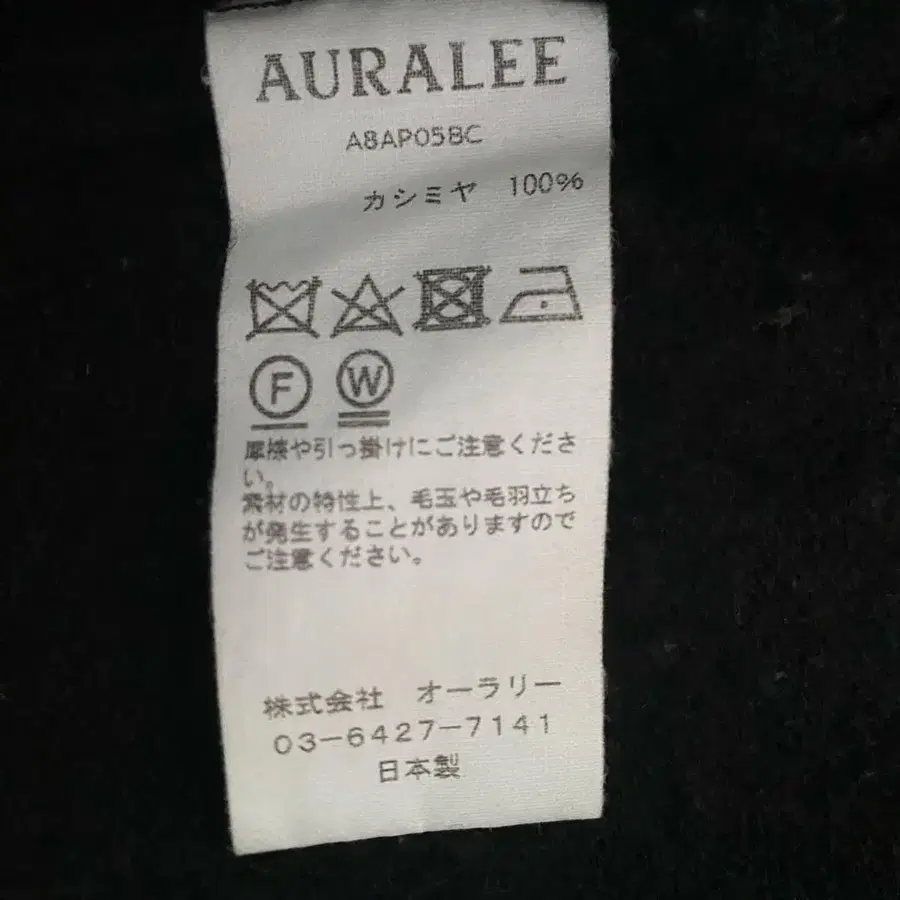 AURALEE
A8AP05BC
カシミヤ 100%
F W
摩擦や引っ掛けにご注意くださ
い。
素材の特性上、毛玉や毛羽立ち
が発生することがありますので
ご注意ください。
株式会社 オーラリー
03-6427-7141
日本製